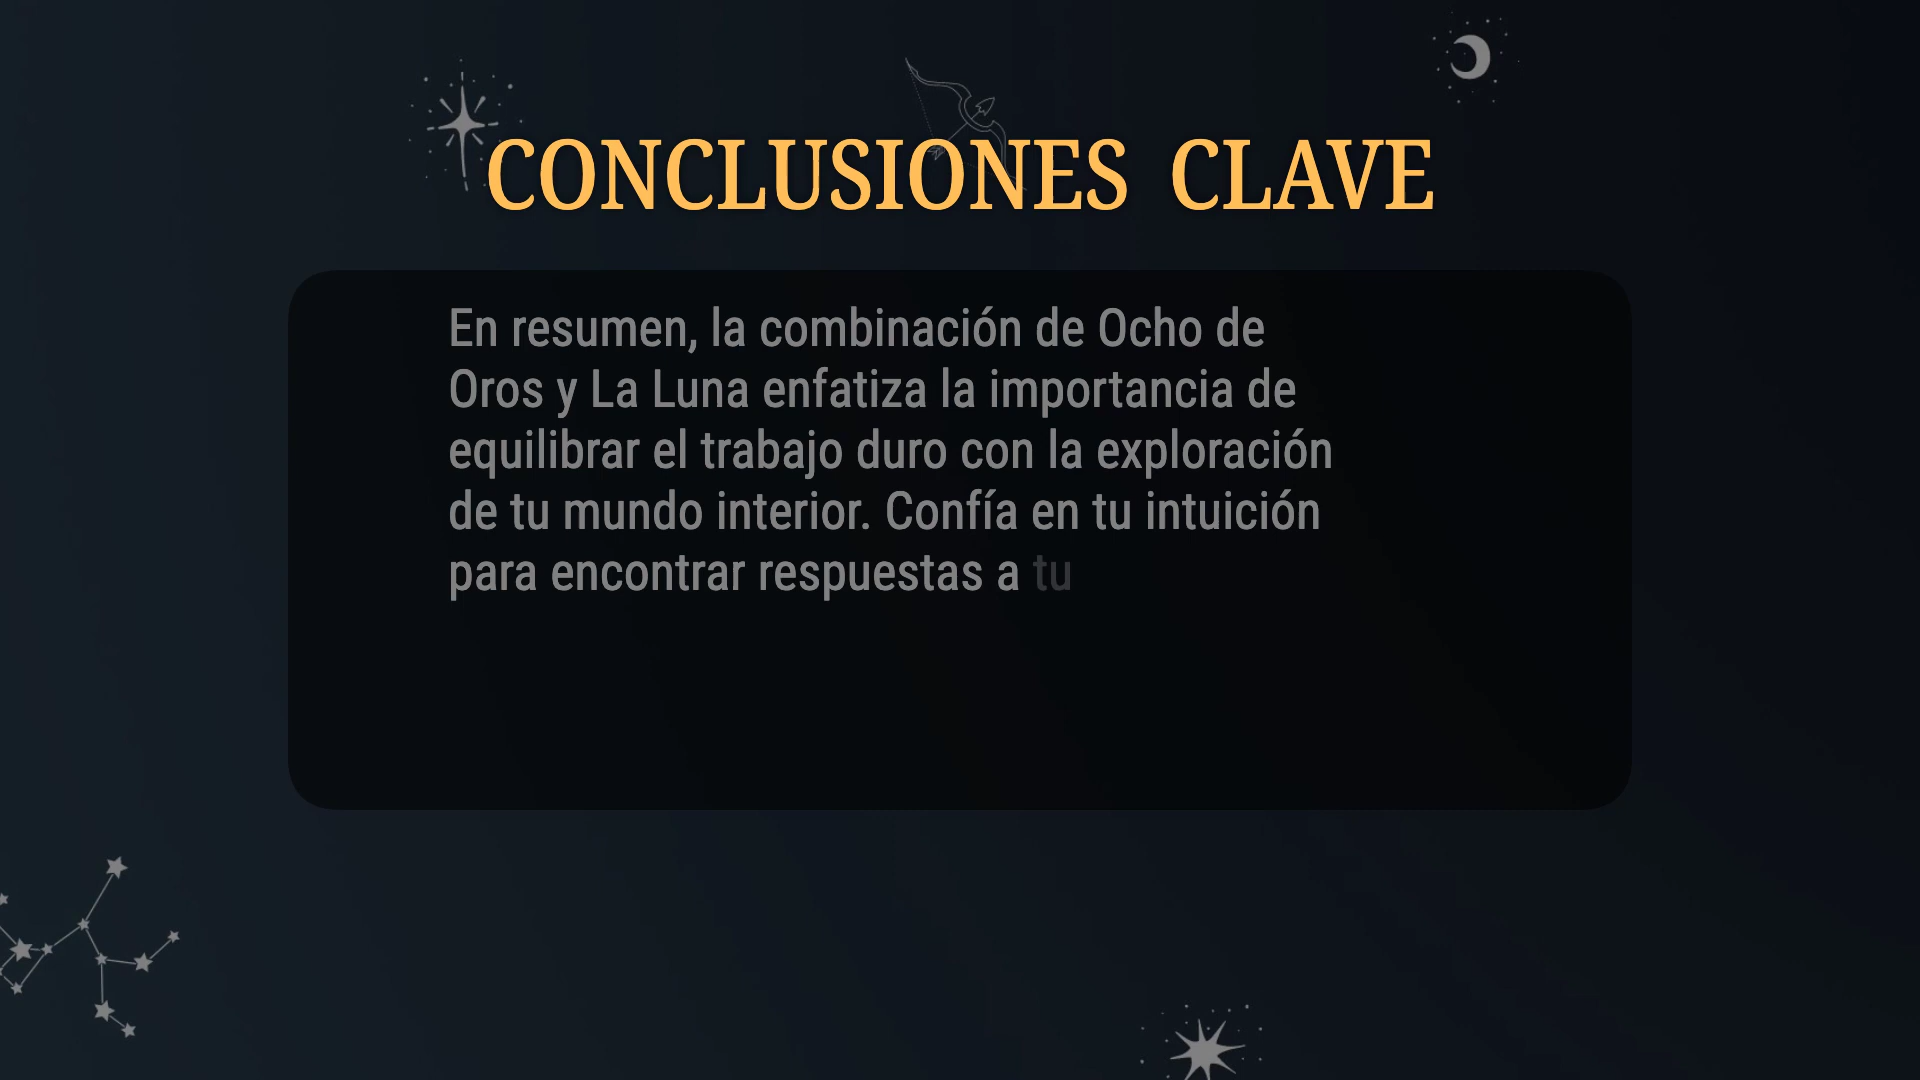 CONCLUSIONES CLAVE
En resumen, la combinación de Ocho de
Oros y La Luna enfatiza la importancia de
equilibrar el trabajo duro con la exploración
de tu mundo interior. Confía en tu intuición
para encontrar respuestas a tu